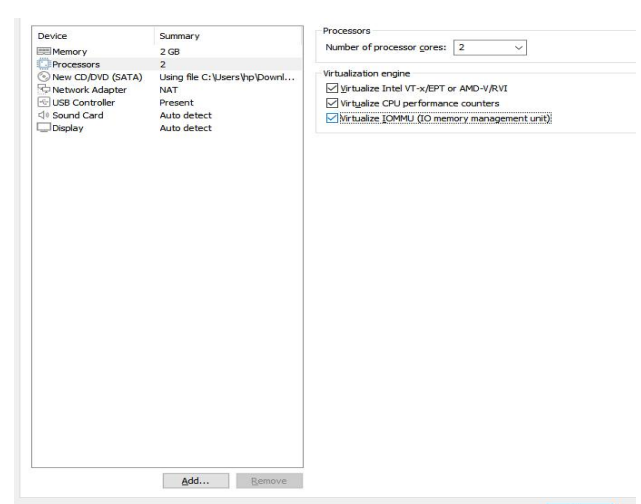 Device Summary
Memory 2 GB
Processors 2
New CD/DVD (SATA) Using file C:\Users\hp\Downl...
Network Adapter NAT
USB Controller Present
Sound Card Auto detect
Display Auto detect
Add... Remove
Processors
Number of processor cores: 2
Virtualization engine
Virtualize Intel VT-x/EPT or AMD-V/RVI
Virtualize CPU performance counters
Virtualize IOMMU (IO memory management unit)